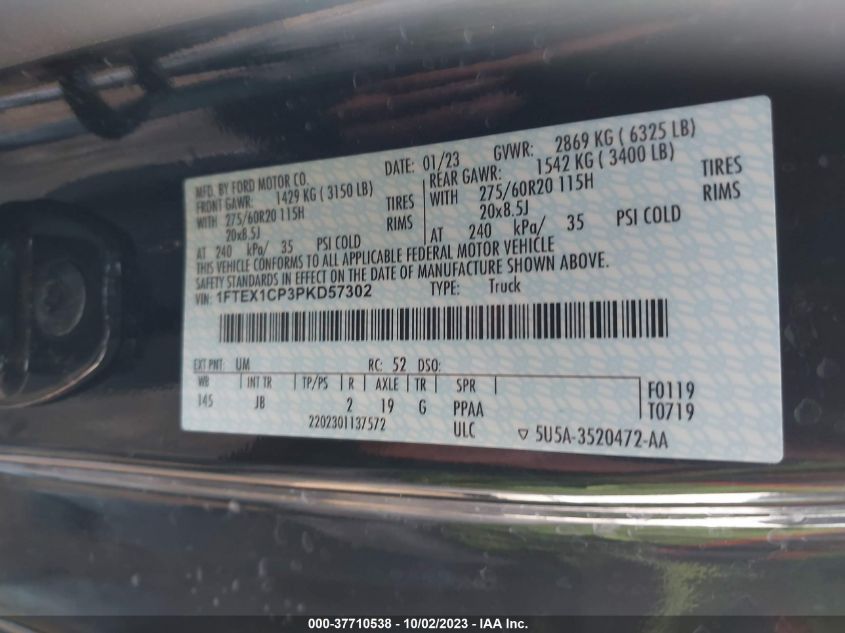 MFD. BY FORD MOTOR CO. DATE: 01/23 GVWR: 2869 KG ( 6325 LB)
FRONT GAWR: 1429 KG ( 3150 LB) REAR GAWR: 1542 KG ( 3400 LB)
WITH 275/60R20 115H TIRES WITH 275/60R20 115H TIRES
20x8.5J RIMS 20x8.5J RIMS
AT 240 kPa/ 35 PSI COLD AT 240 kPa/ 35 PSI COLD
THIS VEHICLE CONFORMS TO ALL APPLICABLE FEDERAL MOTOR VEHICLE
SAFETY STANDARDS IN EFFECT ON THE DATE OF MANUFACTURE SHOWN ABOVE.
VIN: 1FTEX1CP3PKD57302 TYPE: Truck
EXT PNT: UM RC: 52 DSO:
WB INT TR TP/PS R AXLE TR SPR F0119
145 JB 2 19 G PPAA T0719
2202301137572 ULC ▽ 5U5A-3520472-AA
000-37710538 - 10/02/2023 - IAA Inc.